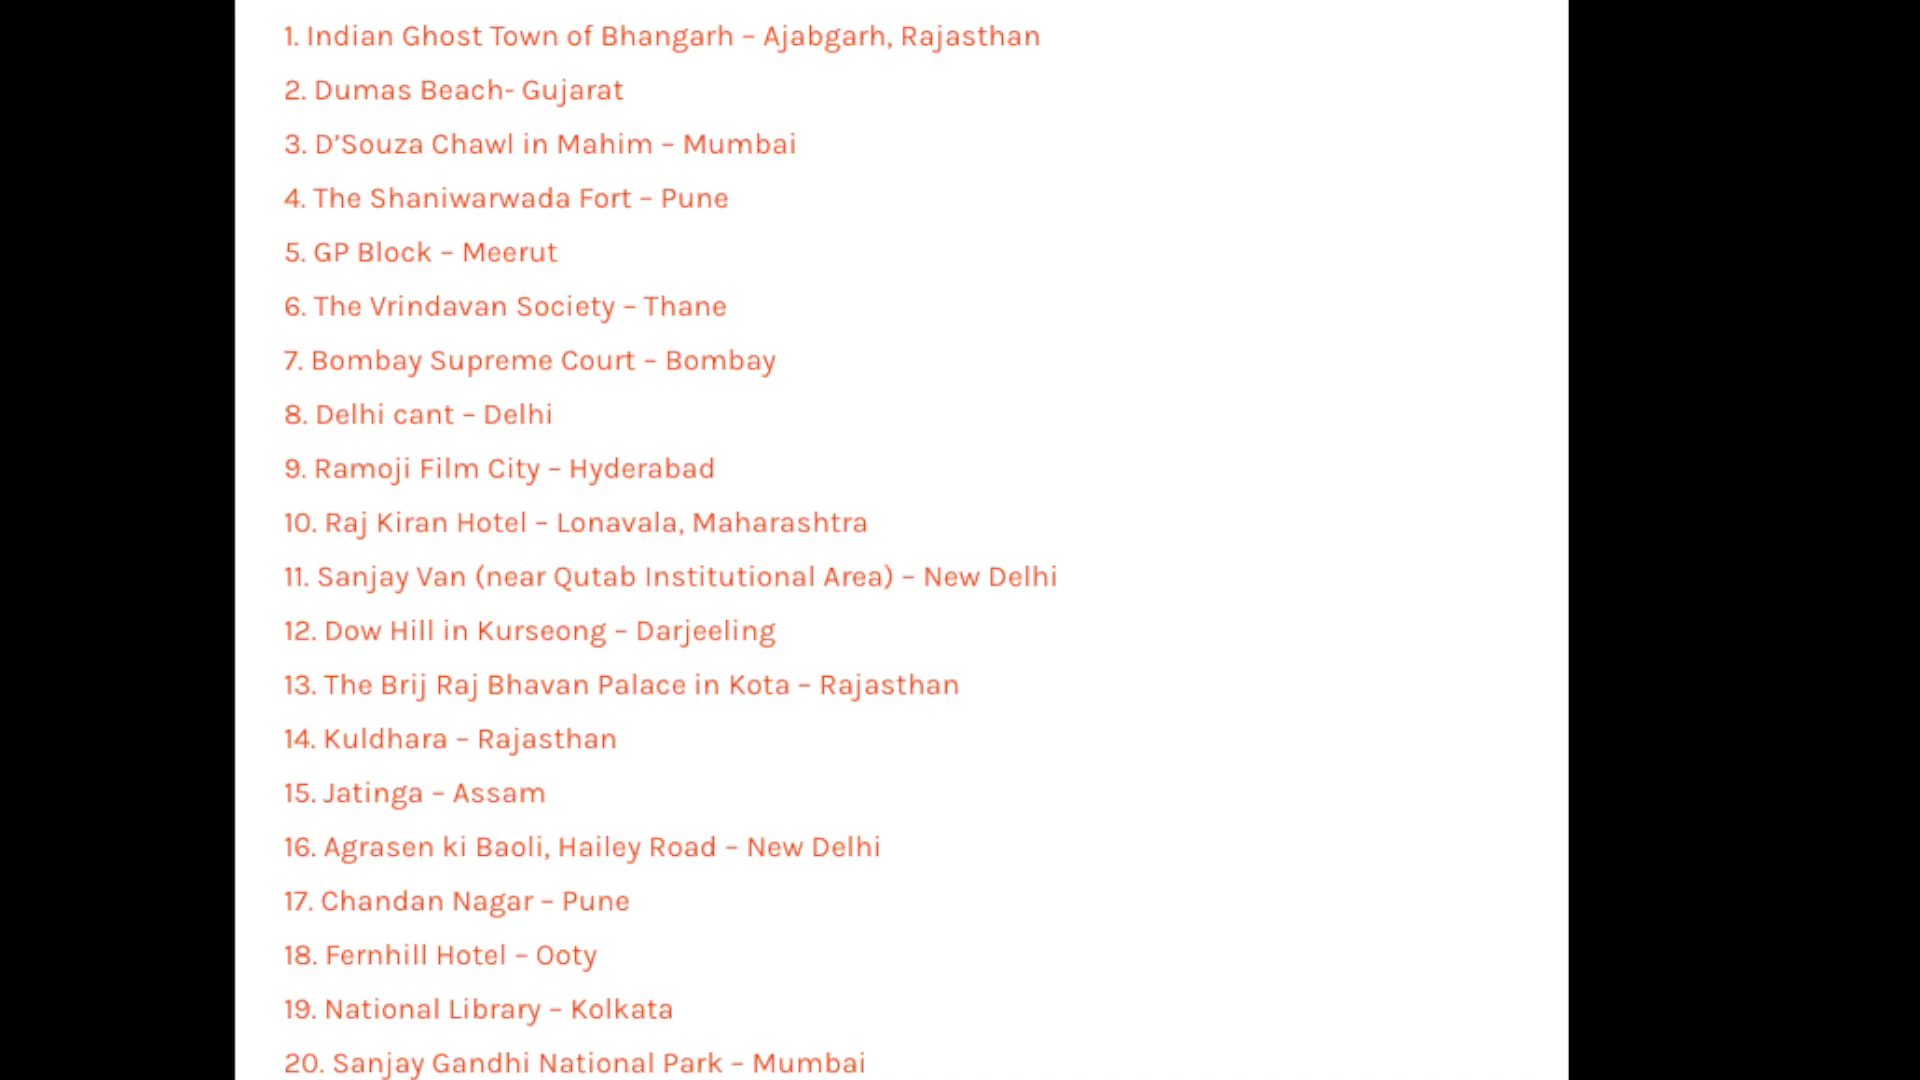 1. Indian Ghost Town of Bhangarh – Ajabgarh, Rajasthan
2. Dumas Beach- Gujarat
3. D’Souza Chawl in Mahim – Mumbai
4. The Shaniwarwada Fort – Pune
5. GP Block – Meerut
6. The Vrindavan Society – Thane
7. Bombay Supreme Court – Bombay
8. Delhi cant – Delhi
9. Ramoji Film City – Hyderabad
10. Raj Kiran Hotel – Lonavala, Maharashtra
11. Sanjay Van (near Qutab Institutional Area) – New Delhi
12. Dow Hill in Kurseong – Darjeeling
13. The Brij Raj Bhavan Palace in Kota – Rajasthan
14. Kuldhara – Rajasthan
15. Jatinga – Assam
16. Agrasen ki Baoli, Hailey Road – New Delhi
17. Chandan Nagar – Pune
18. Fernhill Hotel – Ooty
19. National Library – Kolkata
20. Sanjay Gandhi National Park – Mumbai